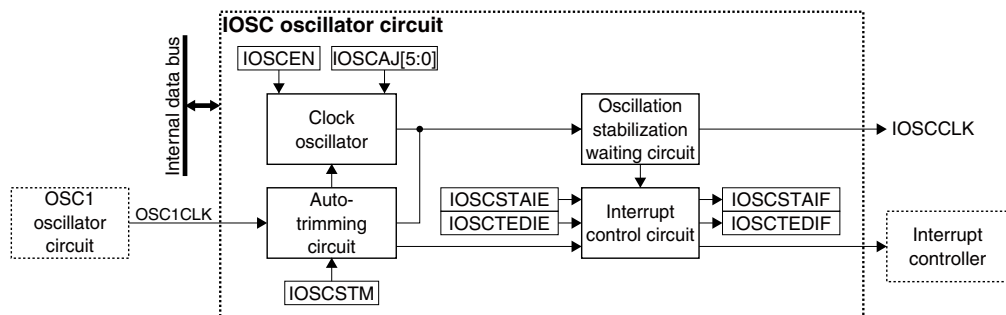 IOSC oscillator circuit
Internal data bus
IOSCEN
IOSCAJ[5:0]
Clock
oscillator
Oscillation
stabilization
waiting circuit
IOSCCLK
OSC1
oscillator
circuit
OSC1CLK
Auto-
trimming
circuit
IOSCSTAIE
IOSCTEDIE
Interrupt
control circuit
IOSCSTAIF
IOSCTEDIF
Interrupt
controller
IOSCSTM